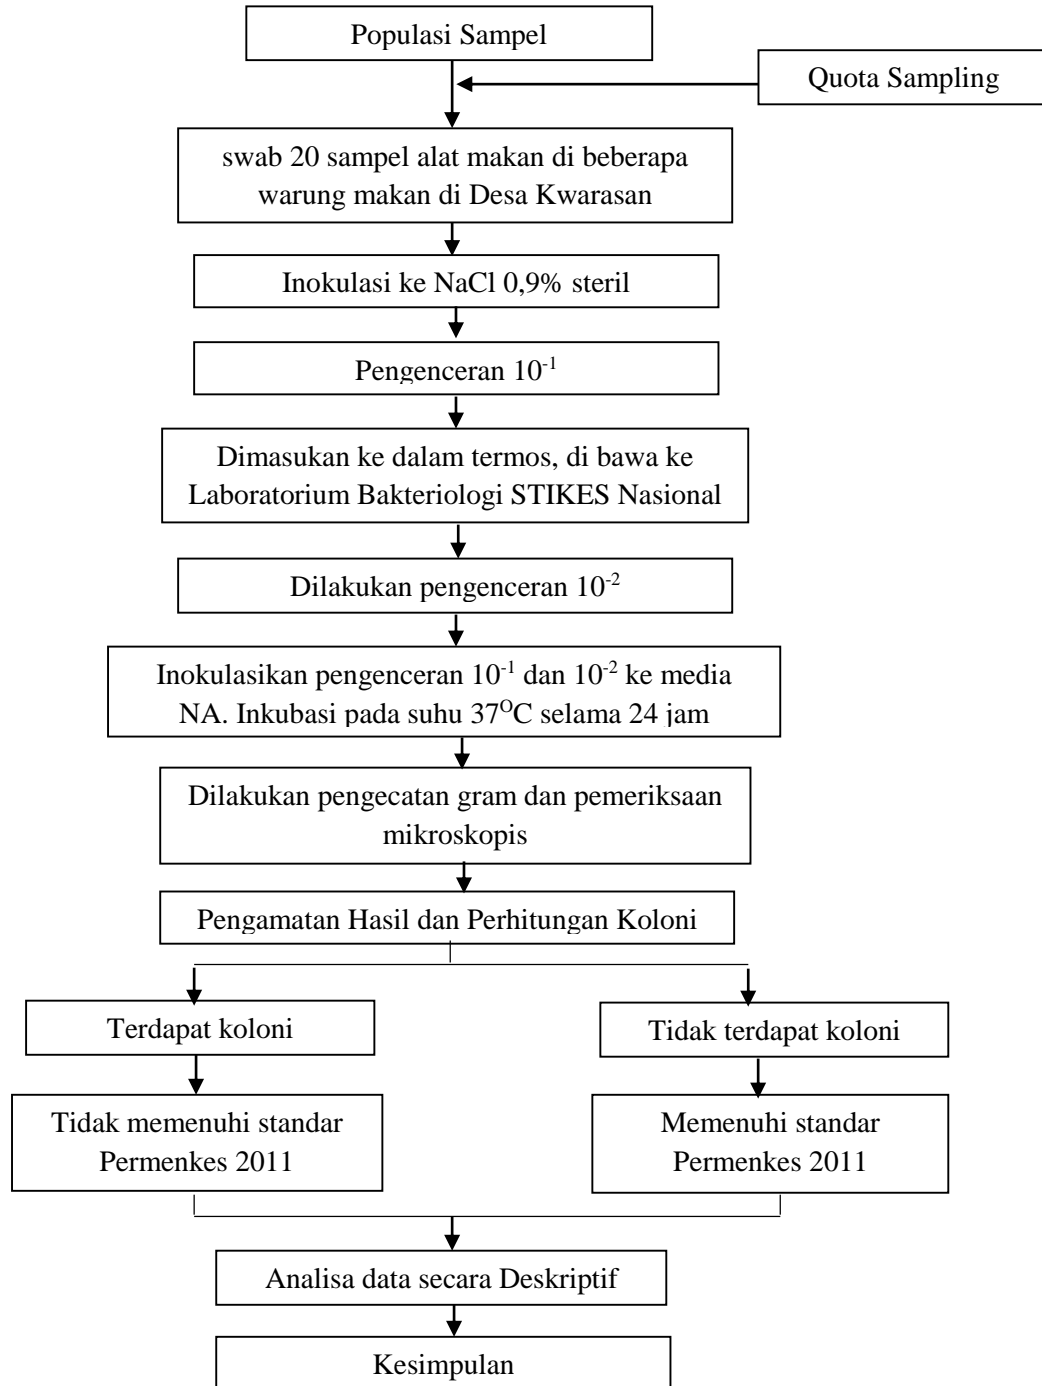 Populasi Sampel
Quota Sampling
swab 20 sampel alat makan di beberapa
warung makan di Desa Kwarasan
Inokulasi ke NaCl 0,9% steril
Pengenceran 10⁻¹
Dimasukan ke dalam termos, di bawa ke
Laboratorium Bakteriologi STIKES Nasional
Dilakukan pengenceran 10⁻²
Inokulasikan pengenceran 10⁻¹ dan 10⁻² ke media
NA. Inkubasi pada suhu 37ᴼC selama 24 jam
Dilakukan pengecatan gram dan pemeriksaan
mikroskopis
Pengamatan Hasil dan Perhitungan Koloni
Terdapat koloni
Tidak terdapat koloni
Tidak memenuhi standar
Permenkes 2011
Memenuhi standar
Permenkes 2011
Analisa data secara Deskriptif
Kesimpulan